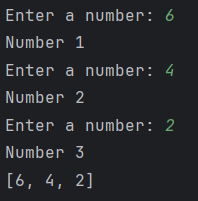 Enter a number: 6
Number 1
Enter a number: 4
Number 2
Enter a number: 2
Number 3
[6, 4, 2]